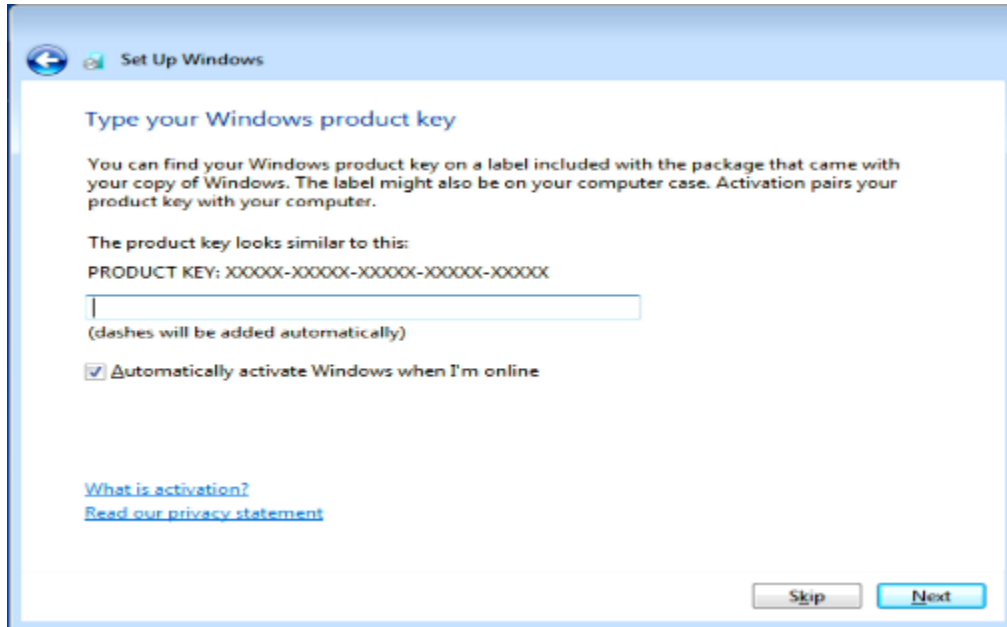 Set Up Windows
Type your Windows product key
You can find your Windows product key on a label included with the package that came with
your copy of Windows. The label might also be on your computer case. Activation pairs your
product key with your computer.
The product key looks similar to this:
PRODUCT KEY: XXXXX-XXXXX-XXXXX-XXXXX-XXXXX
(dashes will be added automatically)
Automatically activate Windows when I'm online
What is activation?
Read our privacy statement
Skip Next